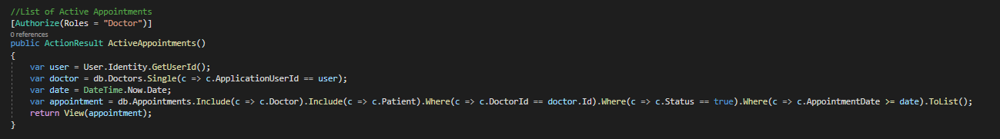 //List of Active Appointments
[Authorize(Roles = "Doctor")]
0 references
public ActionResult ActiveAppointments()
{
var user = User.Identity.GetUserId();
var doctor = db.Doctors.Single(c => c.ApplicationUserId == user);
var date = DateTime.Now.Date;
var appointment = db.Appointments.Include(c => c.Doctor).Include(c => c.Patient).Where(c => c.DoctorId == doctor.Id).Where(c => c.Status == true).Where(c => c.AppointmentDate >= date).ToList();
return View(appointment);
}